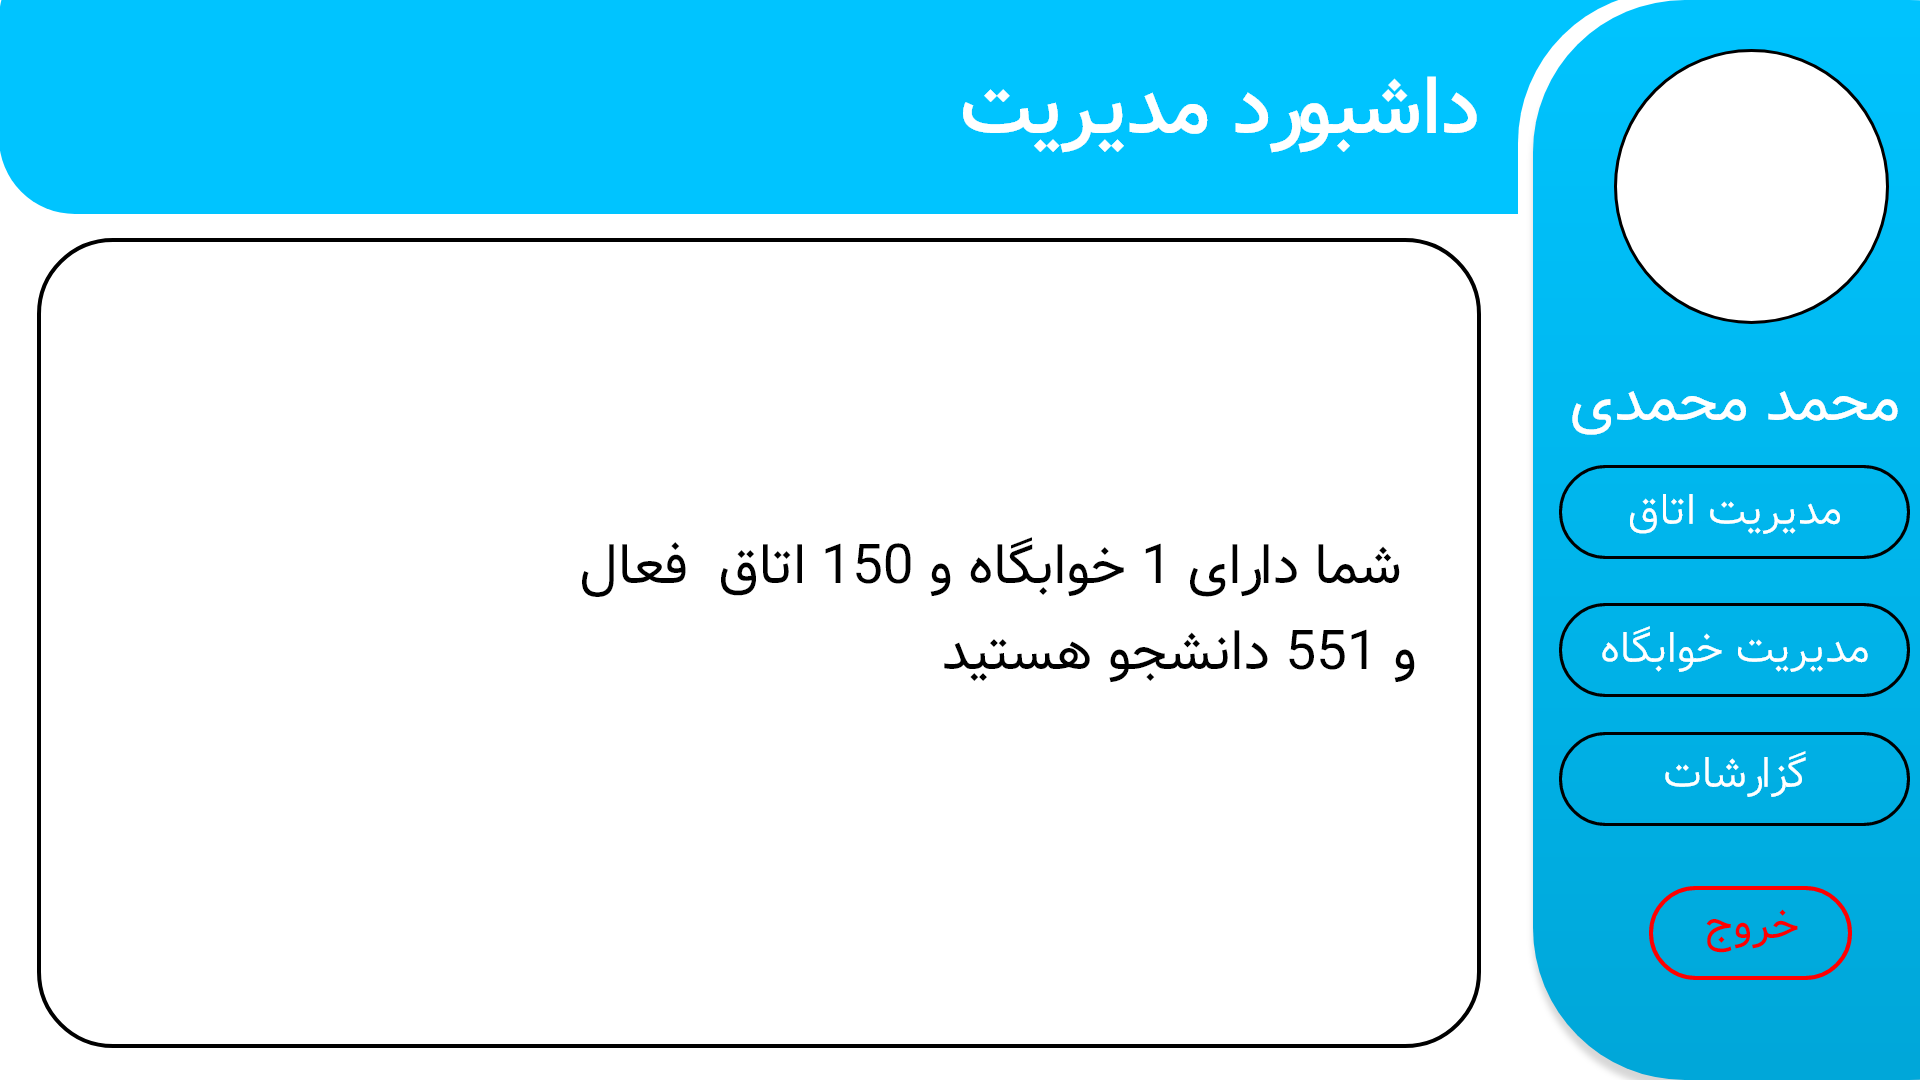 داشبورد مدیریت
محمد محمدی
مدیریت اتاق
مدیریت خوابگاه
گزارشات
خروج
شما دارای 1 خوابگاه و 150 اتاق فعال
و 551 دانشجو هستید